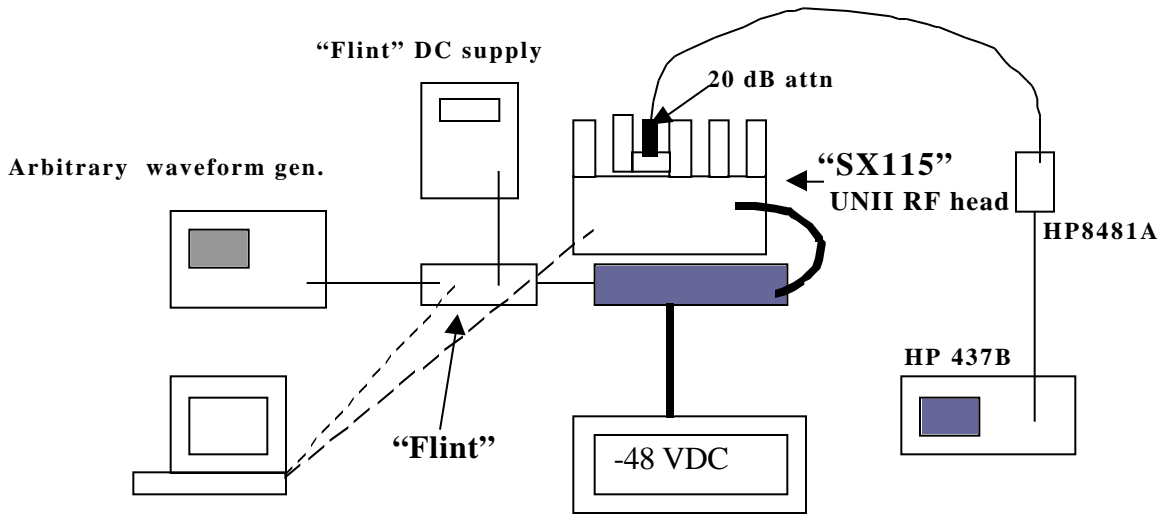 “Flint” DC supply
20 dB attn
Arbitrary waveform gen.
“SX115”
UNII RF head
HP8481A
HP 437B
“Flint”
-48 VDC